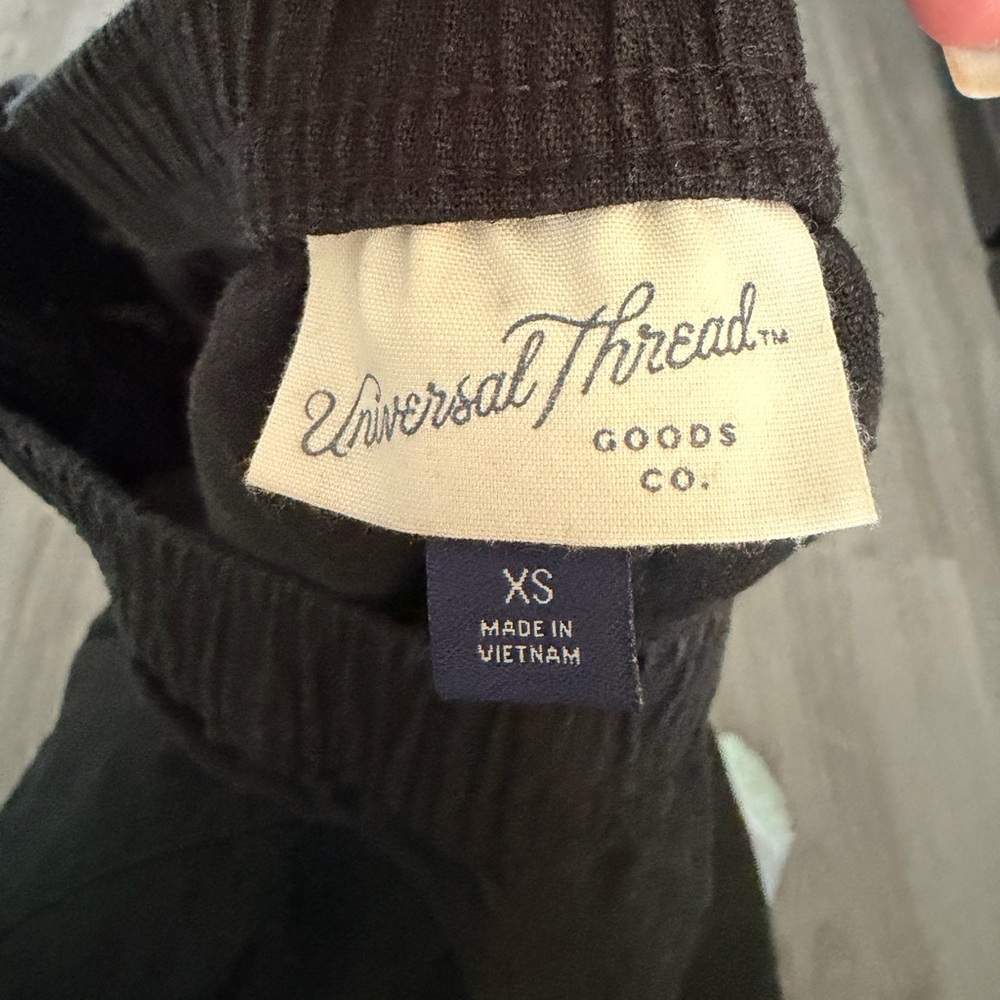 Universal Thread™
GOODS
CO.
XS
MADE IN
VIETNAM